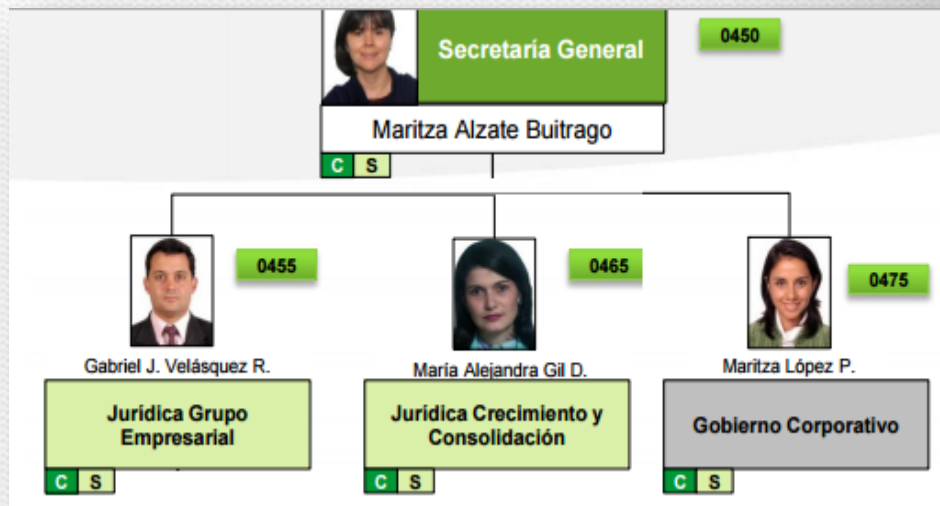 Secretaría General
0450
Maritza Alzate Buitrago
C S
0455
0465
0475
Gabriel J. Velásquez R.
María Alejandra Gil D.
Maritza López P.
Jurídica Grupo
Empresarial
Jurídica Crecimiento y
Consolidación
Gobierno Corporativo
C S
C S
C S